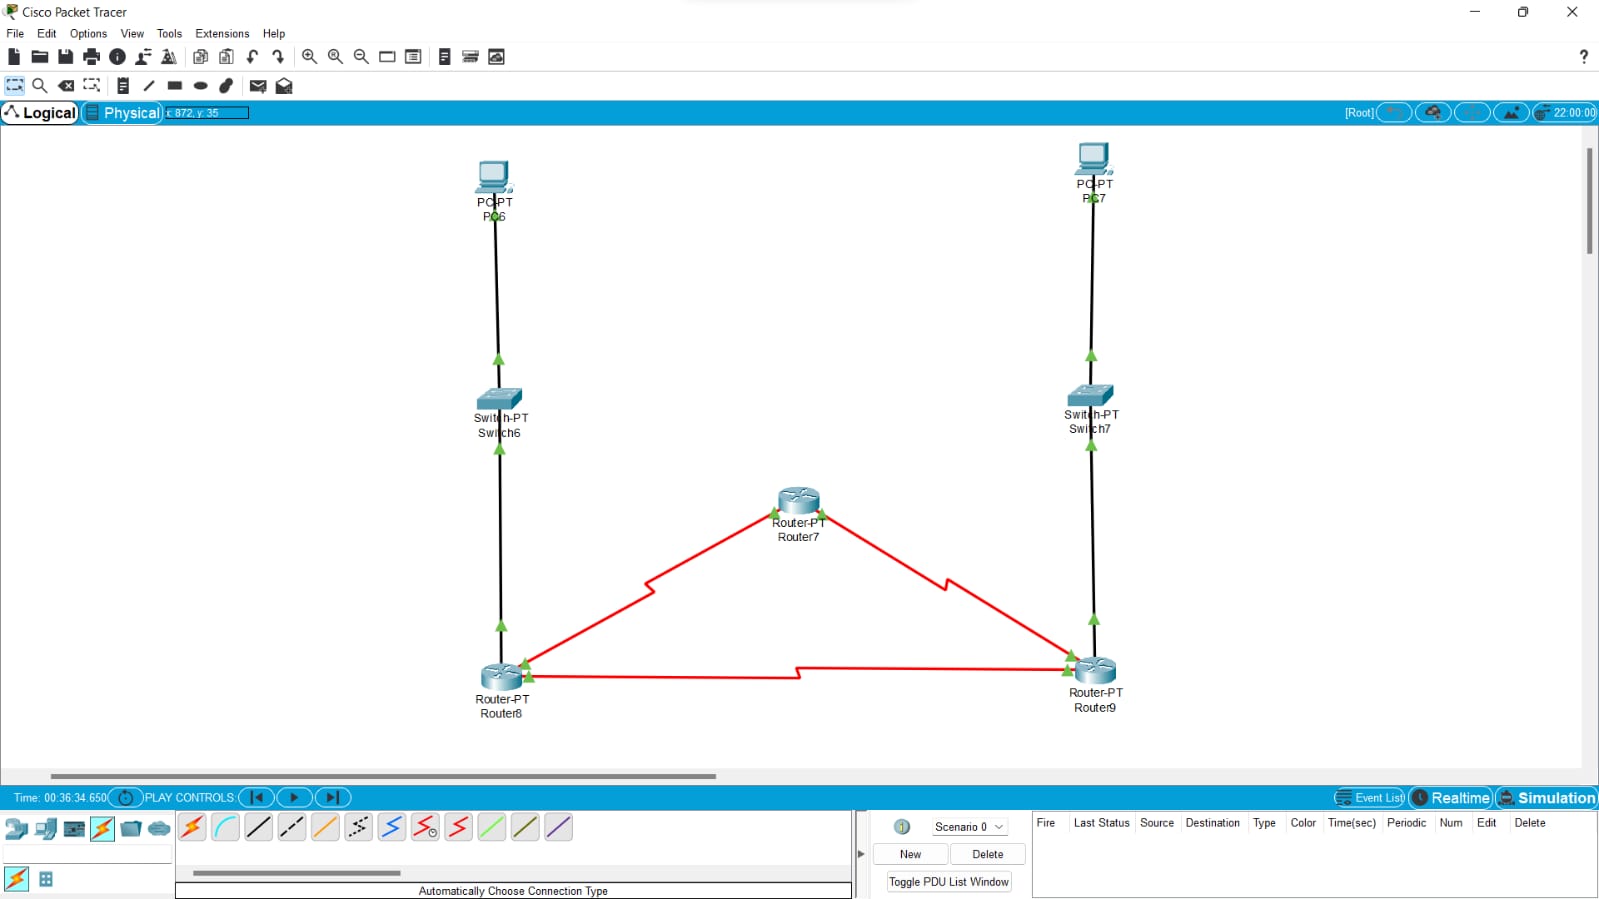 Cisco Packet Tracer
File Edit Options View Tools Extensions Help
?
Logical Physical x: 872, y: 35 [Root] 22:00:00
PC-PT
PC6
PC-PT
PC7
Switch-PT
Switch6
Switch-PT
Switch7
Router-PT
Router7
Router-PT
Router8
Router-PT
Router9
Time: 00:36:34.650 PLAY CONTROLS: Event List Realtime Simulation
Scenario 0
New Delete
Toggle PDU List Window
Fire Last Status Source Destination Type Color Time(sec) Periodic Num Edit Delete
Automatically Choose Connection Type